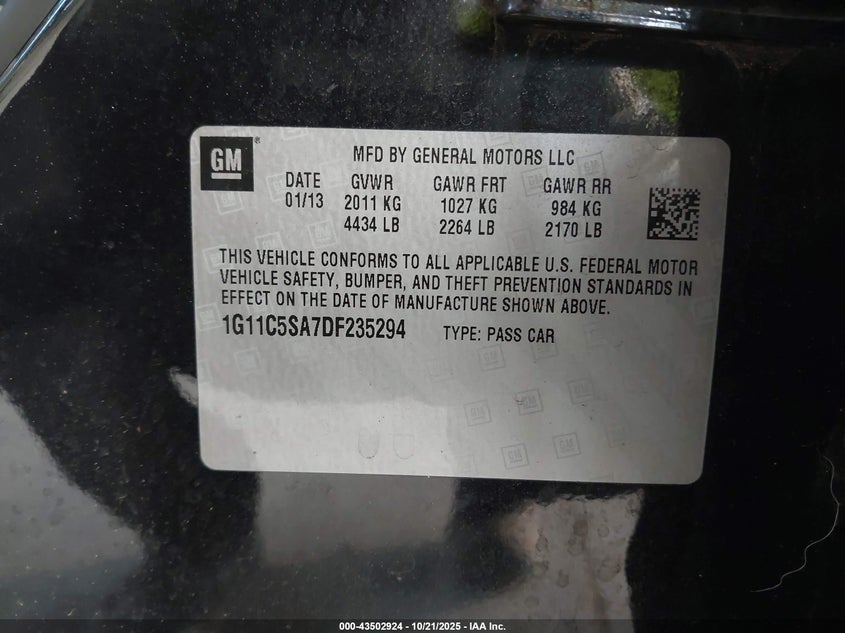 GM
MFD BY GENERAL MOTORS LLC
DATE GVWR GAWR FRT GAWR RR
01/13 2011 KG 1027 KG 984 KG
4434 LB 2264 LB 2170 LB
THIS VEHICLE CONFORMS TO ALL APPLICABLE U.S. FEDERAL MOTOR
VEHICLE SAFETY, BUMPER, AND THEFT PREVENTION STANDARDS IN
EFFECT ON THE DATE OF MANUFACTURE SHOWN ABOVE.
1G11C5SA7DF235294 TYPE: PASS CAR
000-43502924 - 10/21/2025 - IAA Inc.